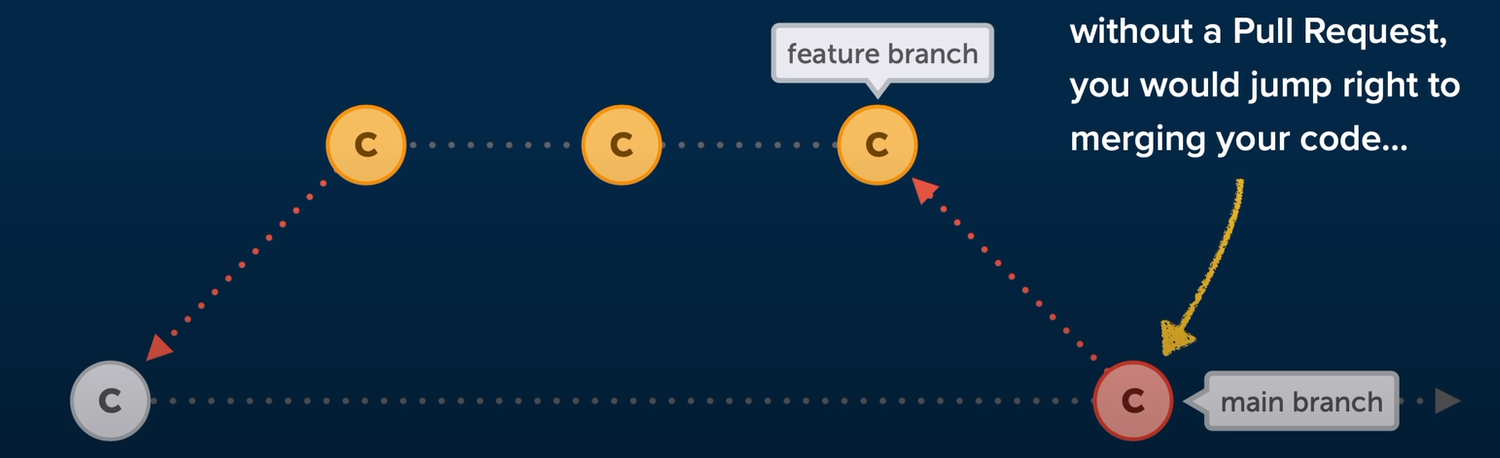 without a Pull Request,
you would jump right to
merging your code...
feature branch
C
C
C
C
C
main branch